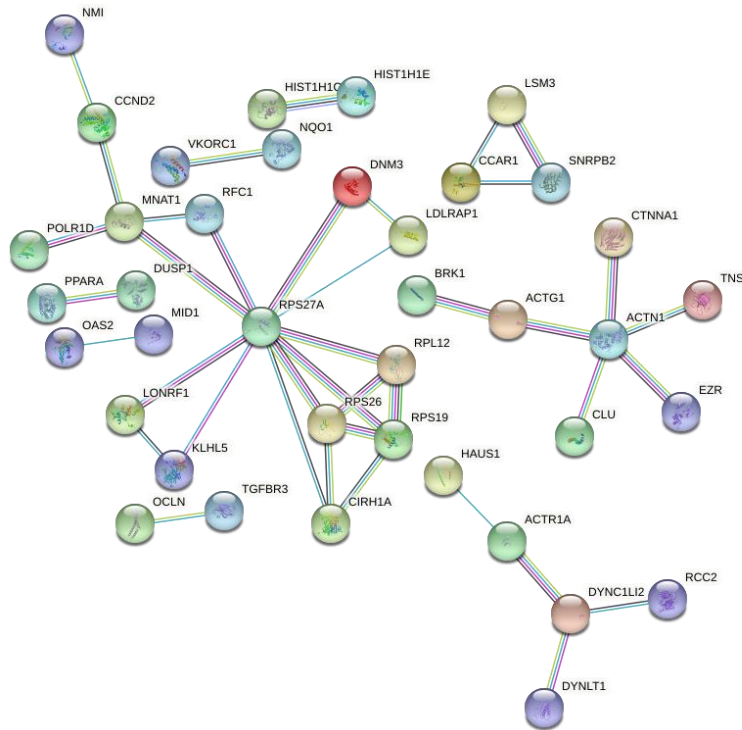 NMI
CCND2
HIST1H1C
HIST1H1E
LSM3
VKORC1
NQO1
CCAR1
SNRPB2
DNM3
MNAT1
RFC1
LDLRAP1
POLR1D
CTNNA1
DUSP1
BRK1
PPARA
TNS
ACTG1
RPS27A
MID1
ACTN1
OAS2
RPL12
LONRF1
RPS26
EZR
RPS19
CLU
KLHL5
HAUS1
OCLN
TGFBR3
CIRH1A
ACTR1A
DYNC1LI2
RCC2
DYNLT1